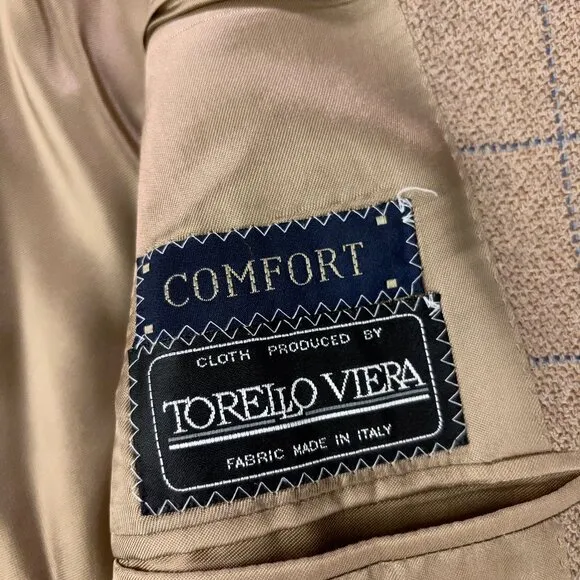 COMFORT
CLOTH PRODUCED BY
TORELLO VIERA
FABRIC MADE IN ITALY